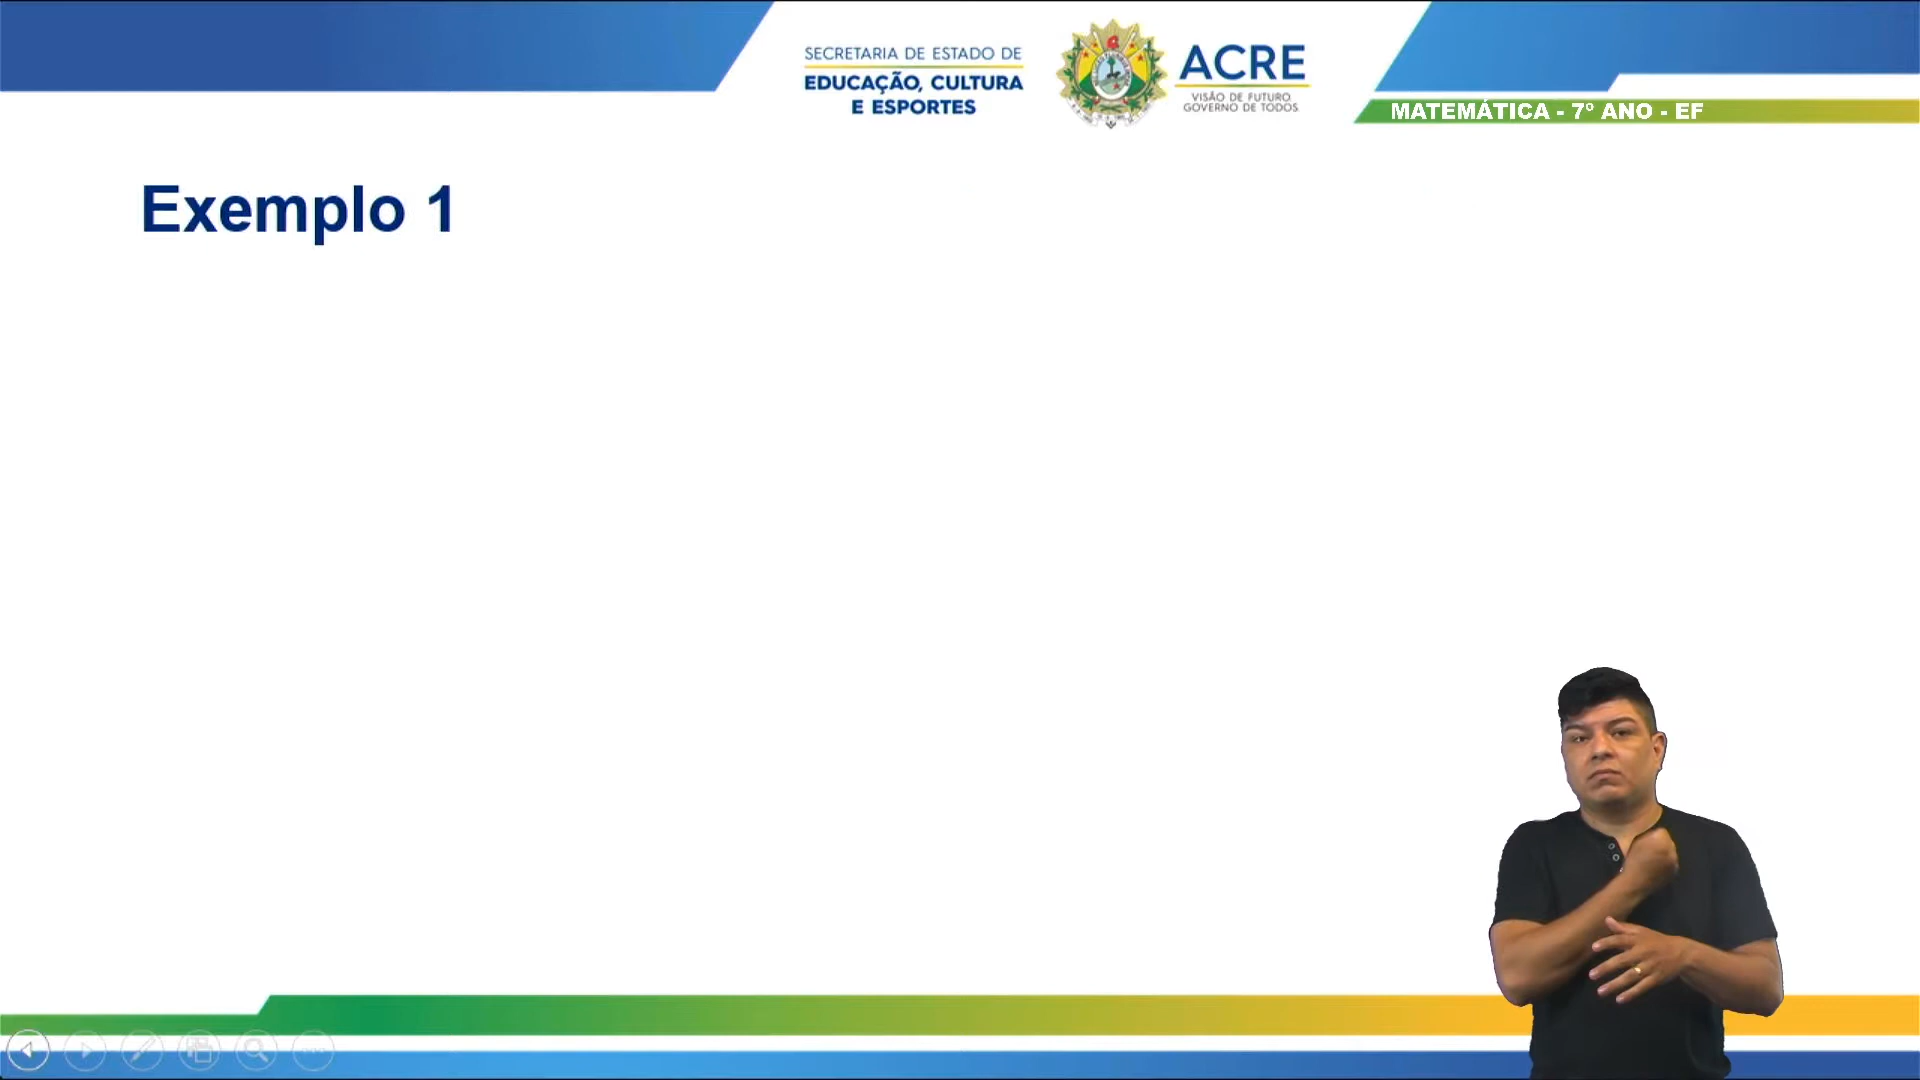 SECRETARIA DE ESTADO DE
EDUCAÇÃO, CULTURA
E ESPORTES
ACRE
VISÃO DE FUTURO.
GOVERNO DE TODOS.
MATEMÁTICA - 7º ANO - EF
Exemplo 1